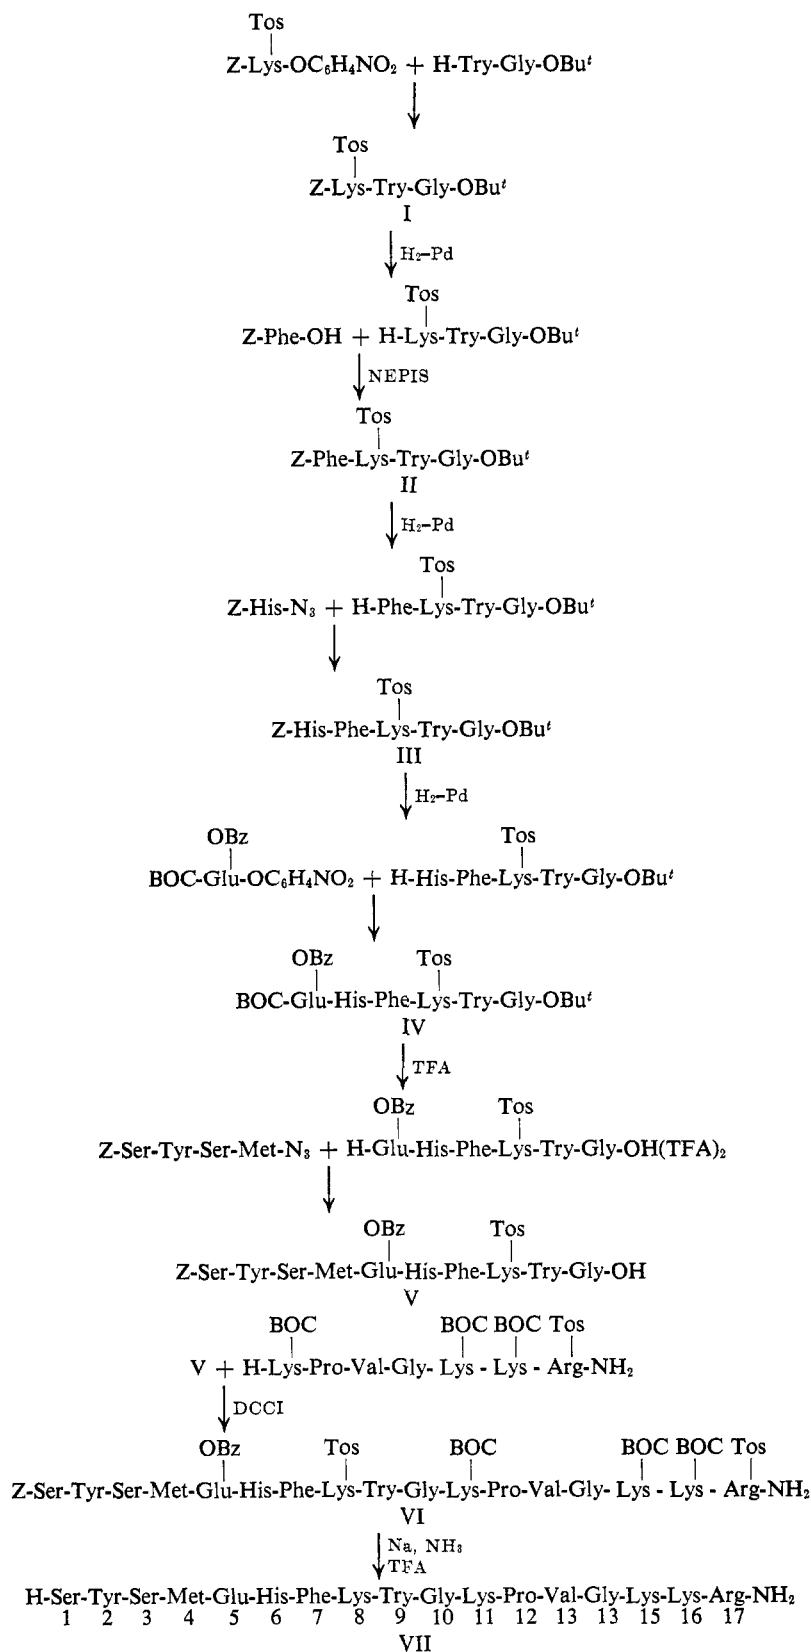 Tos
Z-Lys-OC₆H₄NO₂ + H-Try-Gly-OBuᵗ
Tos
Z-Lys-Try-Gly-OBuᵗ
I
H₂–Pd
Tos
Z-Phe-OH + H-Lys-Try-Gly-OBuᵗ
NEPIS
Tos
Z-Phe-Lys-Try-Gly-OBuᵗ
II
H₂–Pd
Tos
Z-His-N₃ + H-Phe-Lys-Try-Gly-OBuᵗ
Tos
Z-His-Phe-Lys-Try-Gly-OBuᵗ
III
H₂–Pd
OBz Tos
BOC-Glu-OC₆H₄NO₂ + H-His-Phe-Lys-Try-Gly-OBuᵗ
OBz Tos
BOC-Glu-His-Phe-Lys-Try-Gly-OBuᵗ
IV
TFA
OBz Tos
Z-Ser-Tyr-Ser-Met-N₃ + H-Glu-His-Phe-Lys-Try-Gly-OH(TFA)₂
OBz Tos
Z-Ser-Tyr-Ser-Met-Glu-His-Phe-Lys-Try-Gly-OH
V
BOC BOC BOC Tos
V + H-Lys-Pro-Val-Gly- Lys - Lys - Arg-NH₂
DCCI
OBz Tos BOC BOC BOC Tos
Z-Ser-Tyr-Ser-Met-Glu-His-Phe-Lys-Try-Gly-Lys-Pro-Val-Gly- Lys - Lys - Arg-NH₂
VI
Na, NH₃
TFA
H-Ser-Tyr-Ser-Met-Glu-His-Phe-Lys-Try-Gly-Lys-Pro-Val-Gly-Lys-Lys-Arg-NH₂
1 2 3 4 5 6 7 8 9 10 11 12 13 13 15 16 17
VII